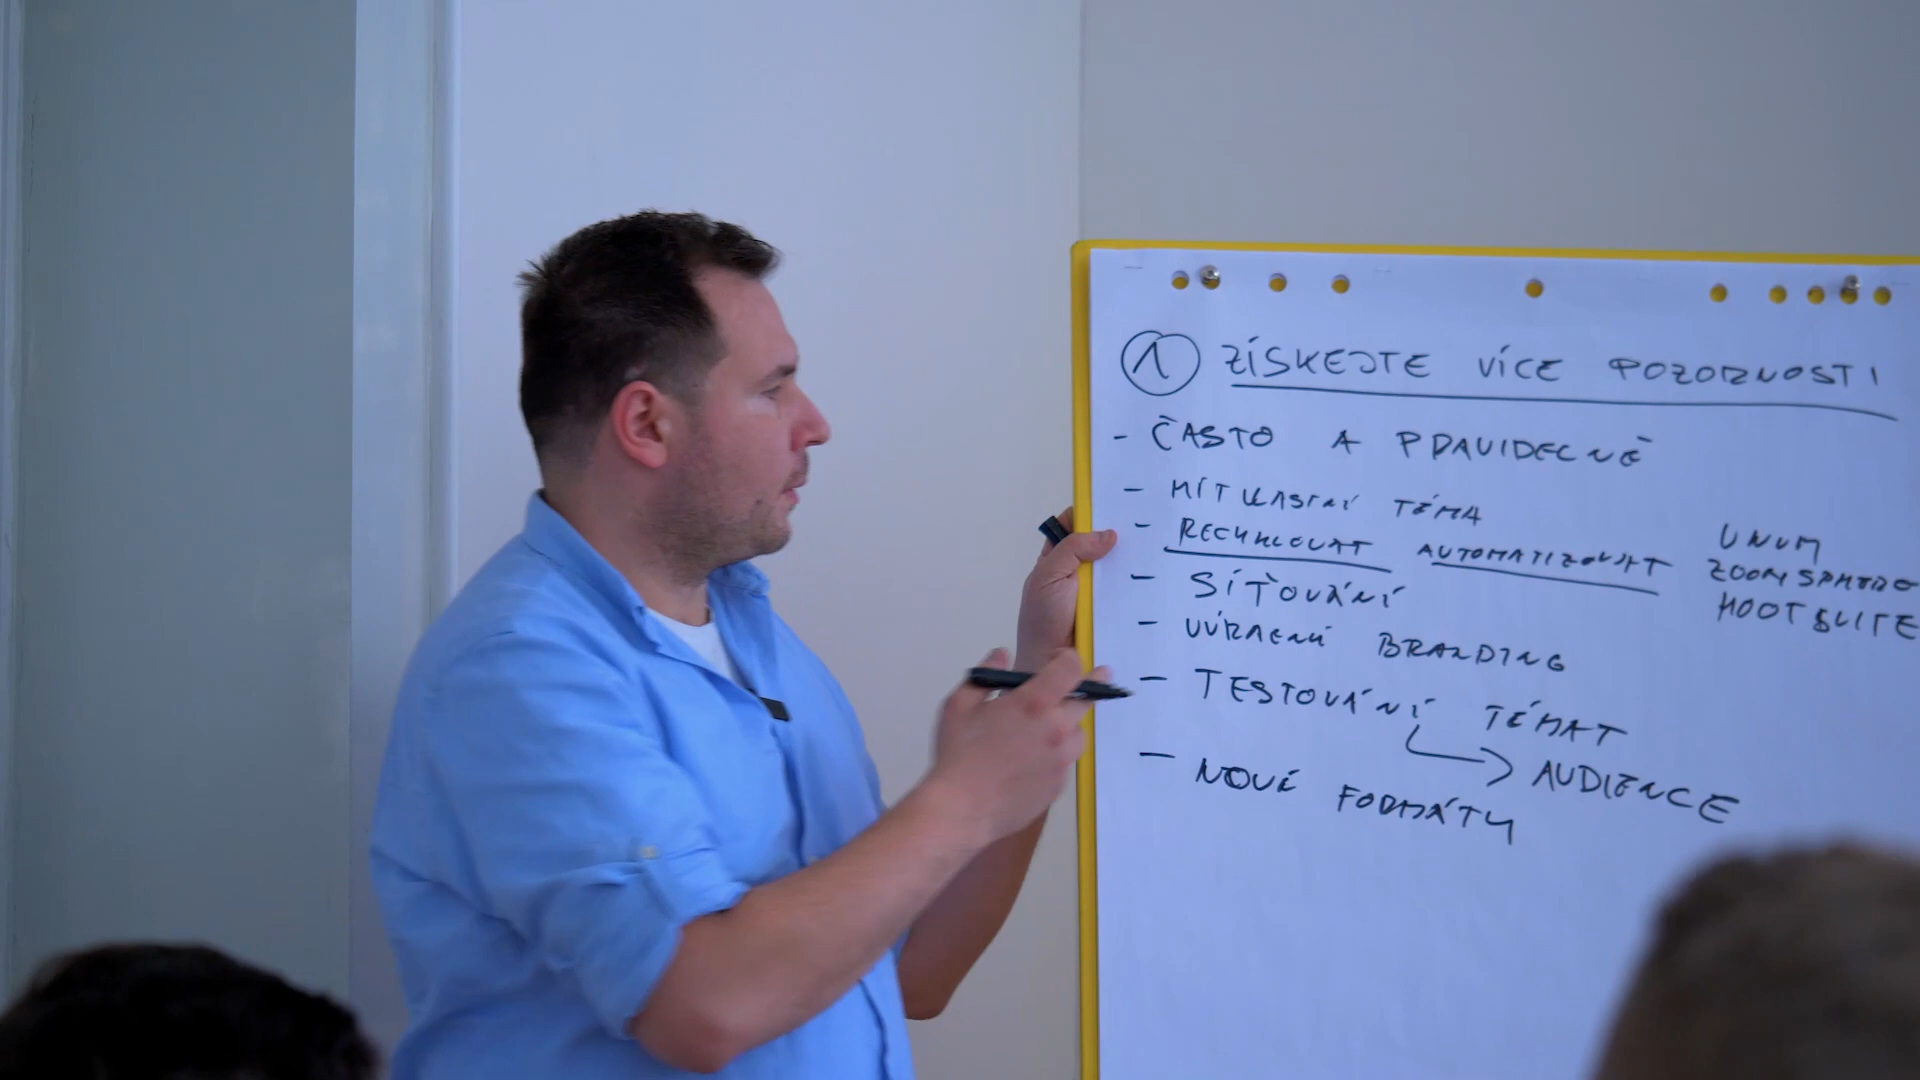 1 ZÍSKEJTE VÍCE POZORNOSTI
- ČASTO A PRAVIDELNĚ
- MÍT VLASTNÍ TÉMA
- RECYKLOVAT AUTOMATIZOVAT
UNUM
ZOOMSPHERE
HOOTSUITE
- SÍŤOVÁNÍ
- BRANDING
- TESTOVÁNÍ TÉMAT
→ AUDIENCE
- NOVÉ FORMÁTY